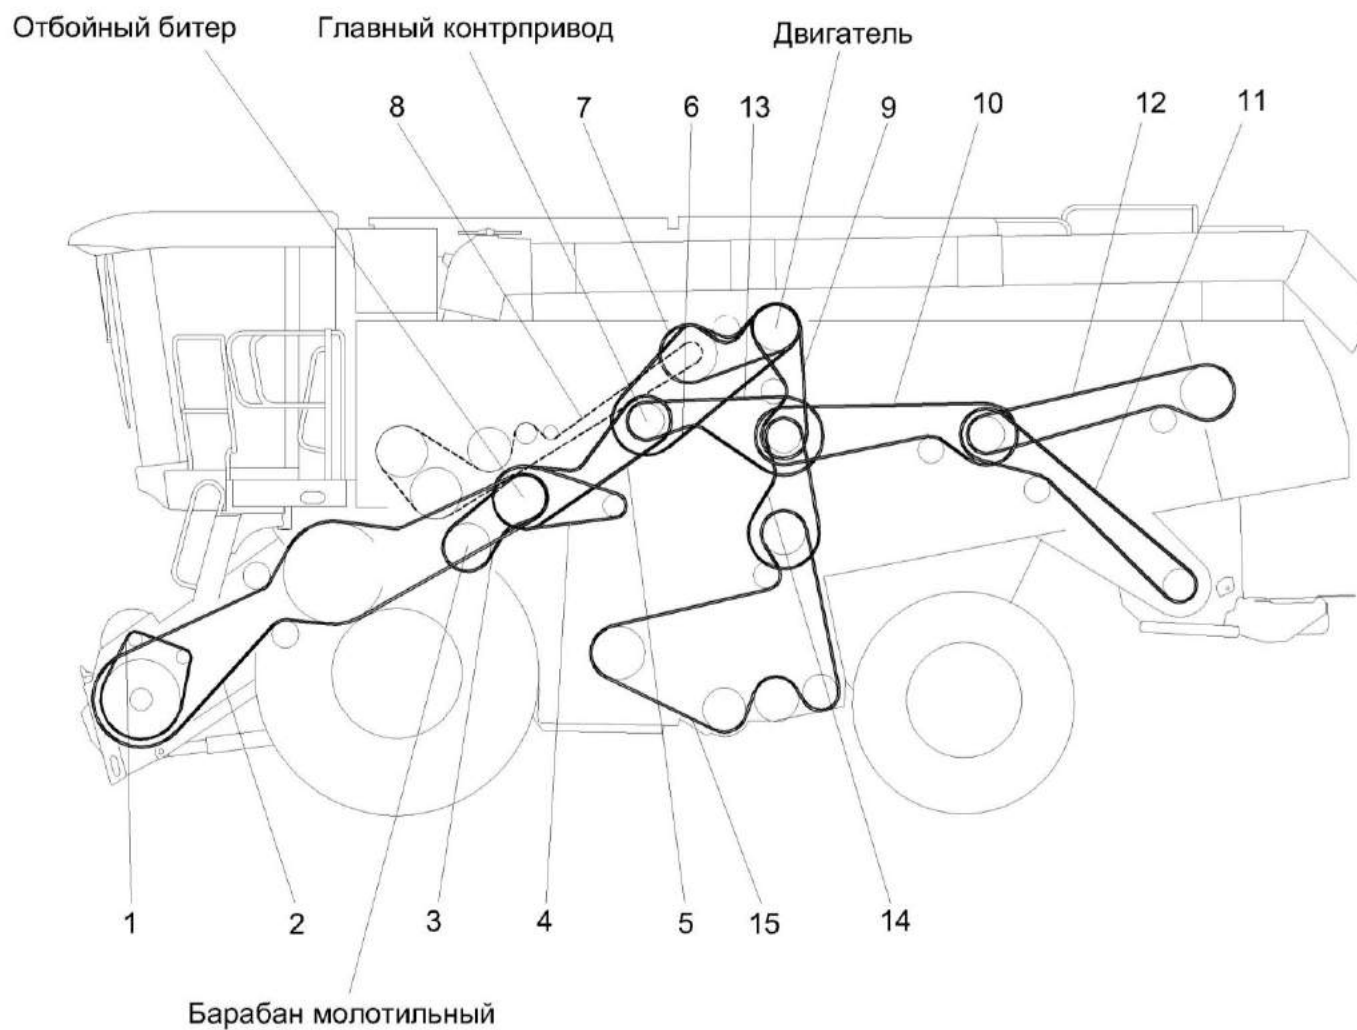 Отбойный битер Главный контрпривод Двигатель
8 7 6 13 9 10 12 11
1 2 3 4 5 15 14
Барабан молотильный